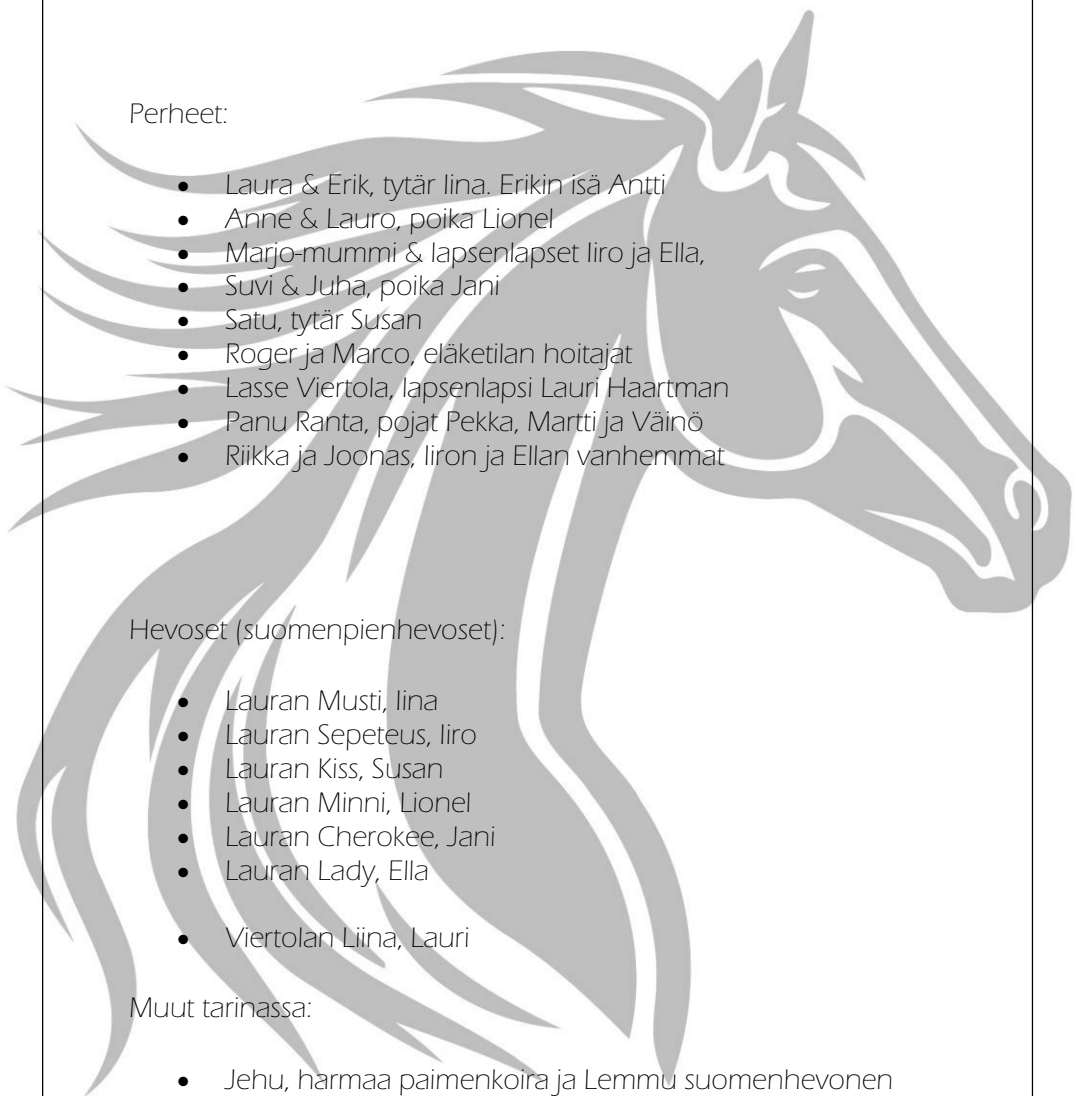 Perheet:
• Laura & Erik, tytär Iina. Erikin isä Antti
• Anne & Lauro, poika Lionel
• Marjo-mummi & lapsenlapset Iiro ja Ella,
• Suvi & Juha, poika Jani
• Satu, tytär Susan
• Roger ja Marco, eläketilan hoitajat
• Lasse Viertola, lapsenlapsi Lauri Haartman
• Panu Ranta, pojat Pekka, Martti ja Väinö
• Riikka ja Joonas, Iiron ja Ellan vanhemmat
Hevoset (suomenpienhevoset):
• Lauran Musti, Iina
• Lauran Sepeteus, Iiro
• Lauran Kiss, Susan
• Lauran Minni, Lionel
• Lauran Cherokee, Jani
• Lauran Lady, Ella
• Viertolan Liina, Lauri
Muut tarinassa:
• Jehu, harmaa paimenkoira ja Lemmu suomenhevonen